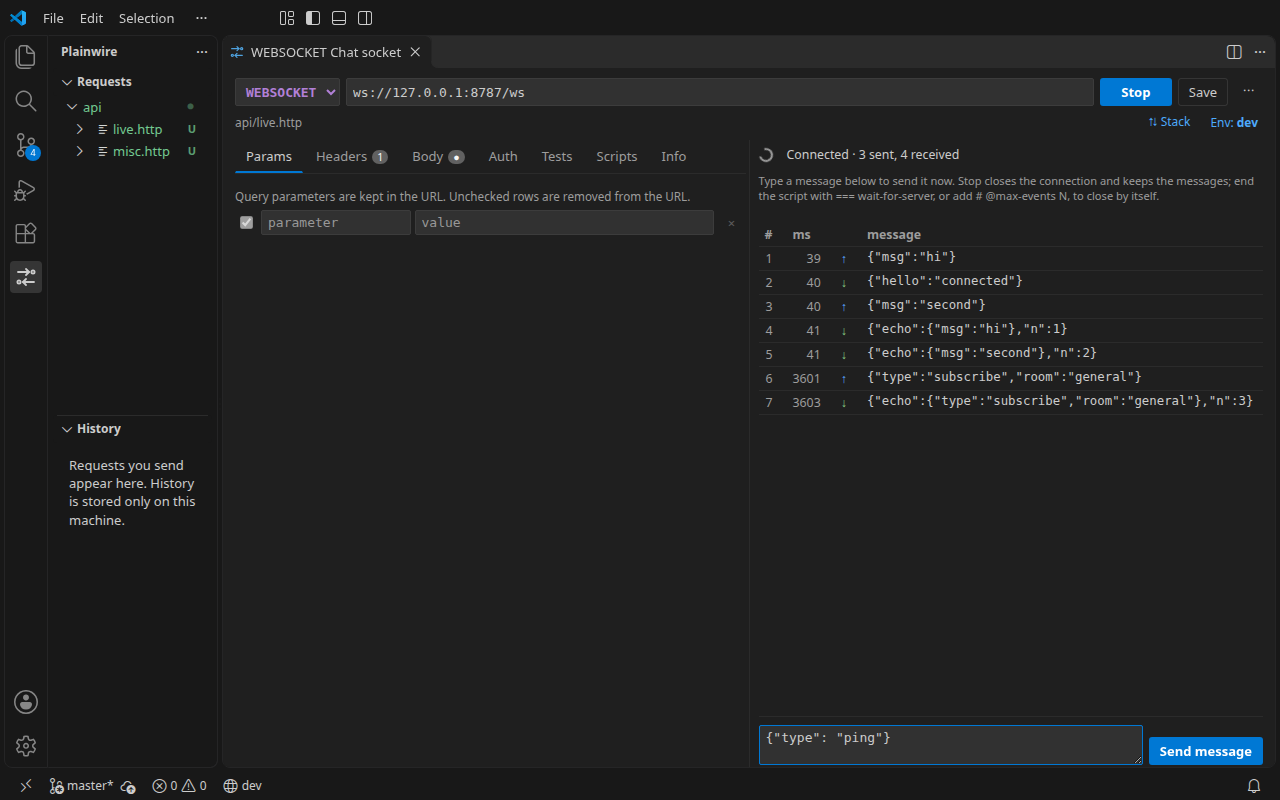 File Edit Selection ···
Plainwire ···
WEBSOCKET Chat socket
···
Requests
api
live.http U
misc.http U
4
History
Requests you send
appear here. History
is stored only on this
machine.
WEBSOCKET ws://127.0.0.1:8787/ws Stop Save ···
api/live.http Stack Env: dev
Params Headers 1 Body Auth Tests Scripts Info
Query parameters are kept in the URL. Unchecked rows are removed from the URL.
parameter value ×
Connected · 3 sent, 4 received
Type a message below to send it now. Stop closes the connection and keeps the messages; end
the script with === wait-for-server, or add # @max-events N, to close by itself.
# ms message
1 39 ↑ {"msg":"hi"}
2 40 ↓ {"hello":"connected"}
3 40 ↑ {"msg":"second"}
4 41 ↓ {"echo":{"msg":"hi"},"n":1}
5 41 ↓ {"echo":{"msg":"second"},"n":2}
6 3601 ↑ {"type":"subscribe","room":"general"}
7 3603 ↓ {"echo":{"type":"subscribe","room":"general"},"n":3}
{"type": "ping"}
Send message
master* 0 0 dev